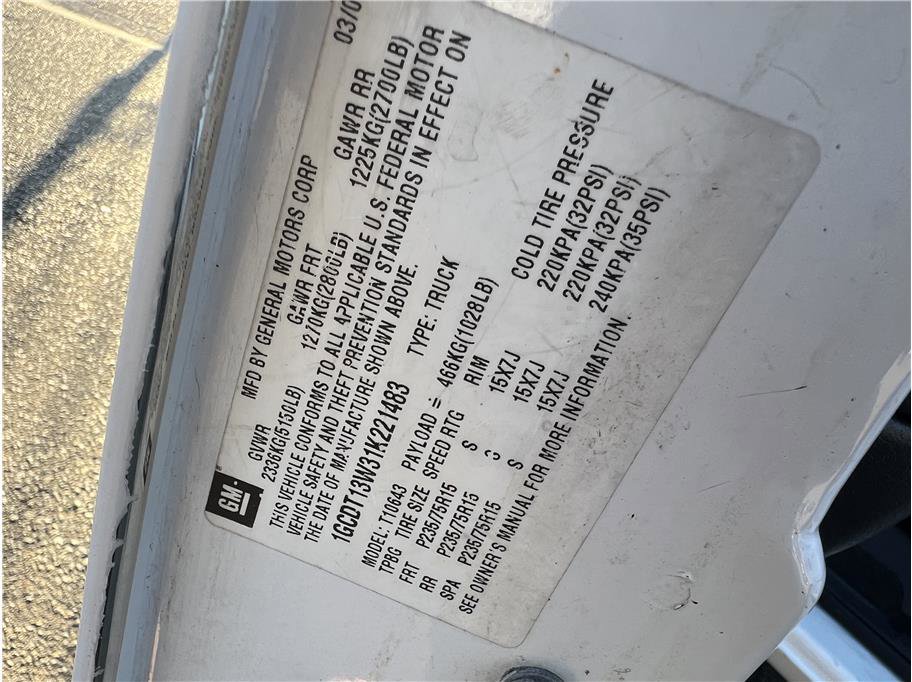 GM
MFD BY GENERAL MOTORS CORP 03/0
GVWR GAWR FRT GAWR RR
2336KG(5150LB) 1270KG(2800LB) 1225KG(2700LB)
THIS VEHICLE CONFORMS TO ALL APPLICABLE U.S. FEDERAL MOTOR
VEHICLE SAFETY AND THEFT PREVENTION STANDARDS IN EFFECT ON
THE DATE OF MANUFACTURE SHOWN ABOVE.
1GCDT13W31K221483 TYPE: TRUCK
MODEL: T10643 PAYLOAD = 466KG(1028LB)
TPBG TIRE SIZE SPEED RTG RIM COLD TIRE PRESSURE
FRT P235/75R15 S 15X7J 220KPA(32PSI)
RR P235/75R15 S 15X7J 220KPA(32PSI)
SPA P235/75R15 S 15X7J 240KPA(35PSI)
SEE OWNER'S MANUAL FOR MORE INFORMATION.